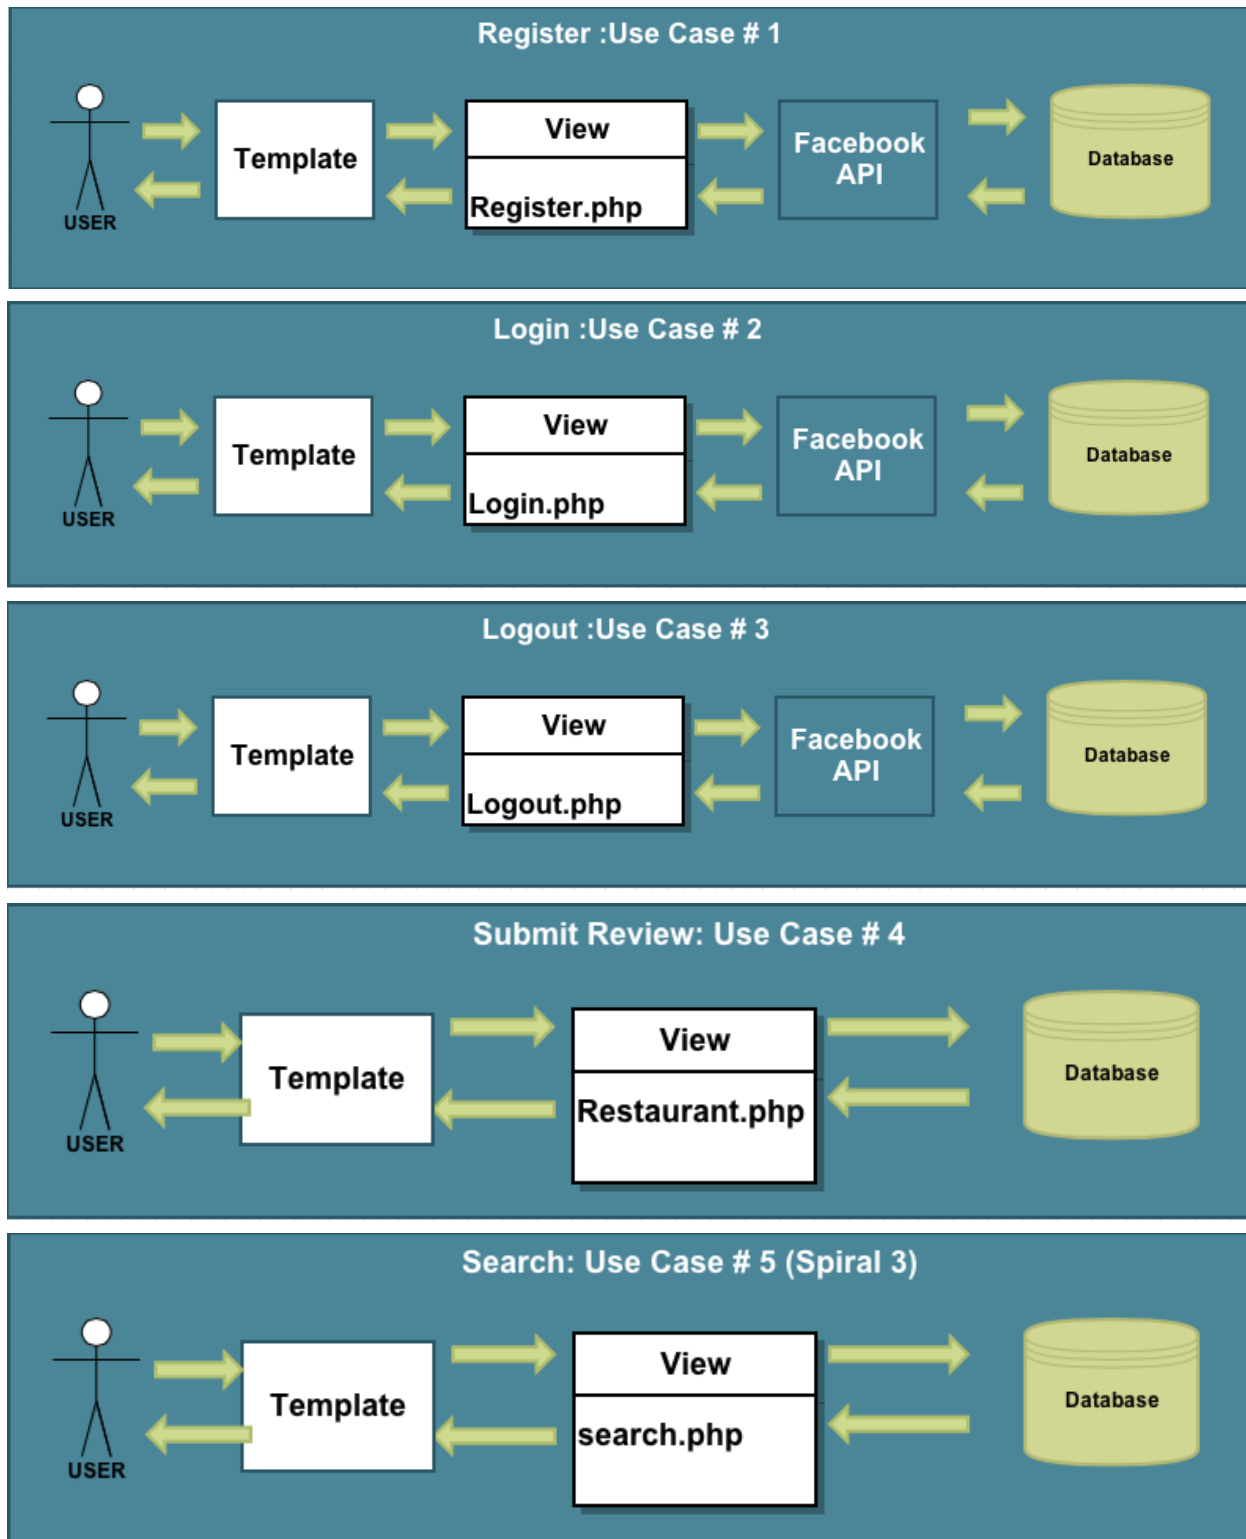 Register :Use Case # 1
USER
Template
View
Register.php
Facebook
API
Database
Login :Use Case # 2
USER
Template
View
Login.php
Facebook
API
Database
Logout :Use Case # 3
USER
Template
View
Logout.php
Facebook
API
Database
Submit Review: Use Case # 4
USER
Template
View
Restaurant.php
Database
Search: Use Case # 5 (Spiral 3)
USER
Template
View
search.php
Database